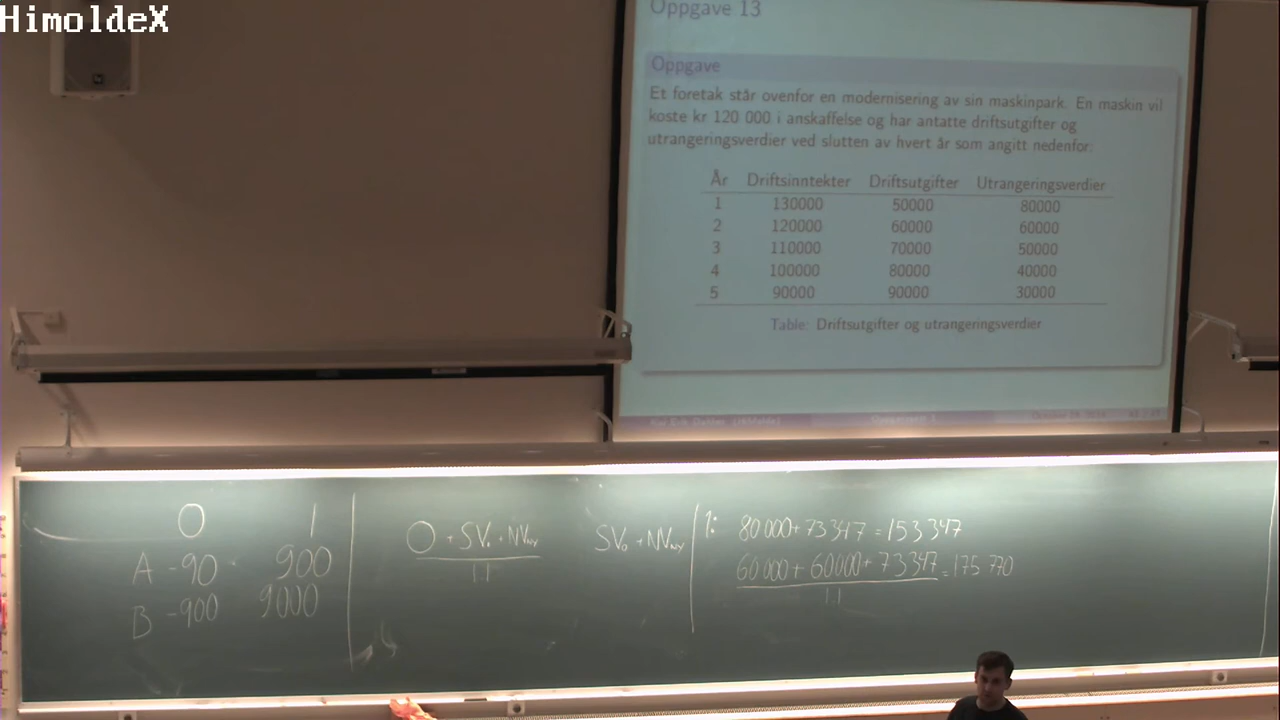 HimoldeX
Oppgave 13
Oppgave
Et foretak står ovenfor en modernisering av sin maskinpark. En maskin vil
koste kr 120 000 i anskaffelse og har antatte driftsutgifter og
utrangeringsverdier ved slutten av hvert år som angitt nedenfor:
År Driftsinntekter Driftsutgifter Utrangeringsverdier
1 130000 50000 80000
2 120000 60000 60000
3 110000 70000 50000
4 100000 80000 40000
5 90000 90000 30000
Table: Driftsutgifter og utrangeringsverdier
0 1
A -90 900
B -900 9000
O + SV₁ + NVNY
1.1
SV₀ + NVNY
1: 80 000 + 73 347 = 153 347
60 000 + 60 000 + 73 347 = 175 770
1.1